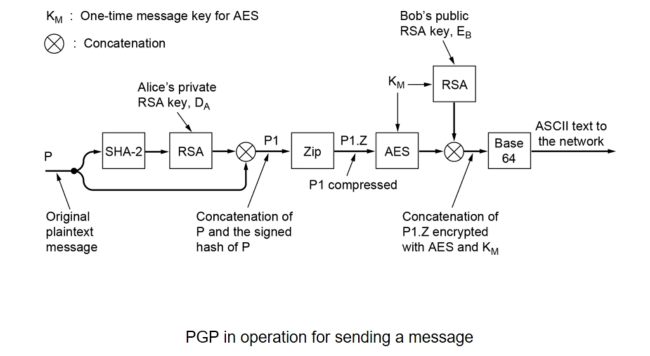 K_M : One-time message key for AES
⊗ : Concatenation
Bob's public
RSA key, E_B
Alice's private
RSA key, D_A
K_M
RSA
P
SHA-2
RSA
P1
Zip
P1.Z
AES
Base
64
ASCII text to
the network
P1 compressed
Original
plaintext
message
Concatenation of
P and the signed
hash of P
Concatenation of
P1.Z encrypted
with AES and K_M
PGP in operation for sending a message